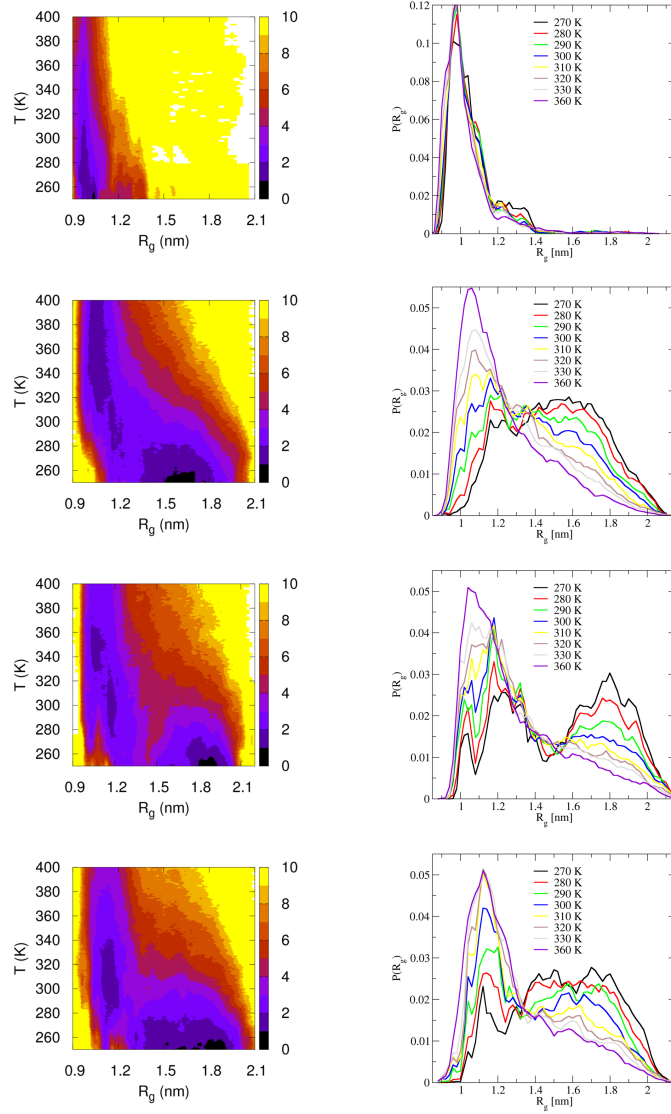 T (K)
400
380
360
340
320
300
280
260
0.9 1.2 1.5 1.8 2.1
R_g (nm)
10
8
6
4
2
0
P(R_g)
0.12
0.1
0.08
0.06
0.04
0.02
0
1 1.2 1.4 1.6 1.8 2
R_g [nm]
270 K
280 K
290 K
300 K
310 K
320 K
330 K
360 K
T (K)
400
380
360
340
320
300
280
260
0.9 1.2 1.5 1.8 2.1
R_g (nm)
10
8
6
4
2
0
P(R_g)
0.05
0.04
0.03
0.02
0.01
0
1 1.2 1.4 1.6 1.8 2
R_g [nm]
270 K
280 K
290 K
300 K
310 K
320 K
330 K
360 K
T (K)
400
380
360
340
320
300
280
260
0.9 1.2 1.5 1.8 2.1
R_g (nm)
10
8
6
4
2
0
P(R_g)
0.05
0.04
0.03
0.02
0.01
0
1 1.2 1.4 1.6 1.8 2
R_g [nm]
270 K
280 K
290 K
300 K
310 K
320 K
330 K
360 K
T (K)
400
380
360
340
320
300
280
260
0.9 1.2 1.5 1.8 2.1
R_g (nm)
10
8
6
4
2
0
P(R_g)
0.05
0.04
0.03
0.02
0.01
0
1 1.2 1.4 1.6 1.8 2
R_g [nm]
270 K
280 K
290 K
300 K
310 K
320 K
330 K
360 K